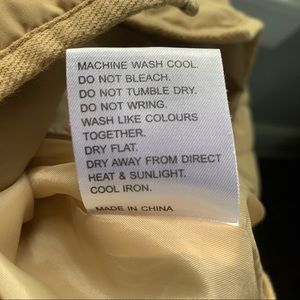 MACHINE WASH COOL.
DO NOT BLEACH.
DO NOT TUMBLE DRY.
DO NOT WRING.
WASH LIKE COLOURS
TOGETHER.
DRY FLAT.
DRY AWAY FROM DIRECT
HEAT & SUNLIGHT.
COOL IRON.
MADE IN CHINA